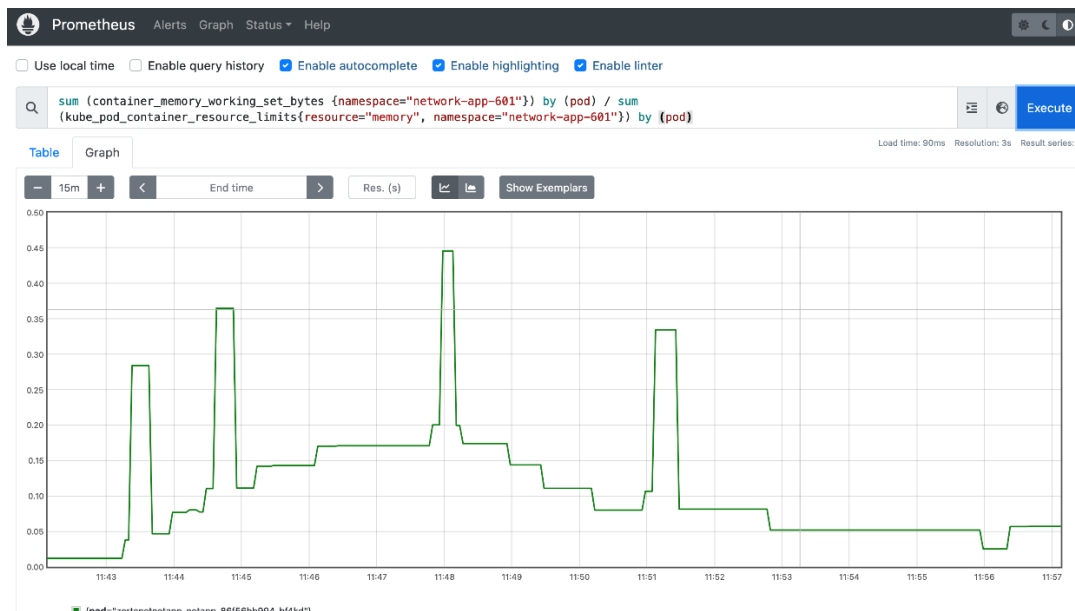 Prometheus Alerts Graph Status Help
Use local time Enable query history Enable autocomplete Enable highlighting Enable linter
sum (container_memory_working_set_bytes {namespace="network-app-601"}) by (pod) / sum
(kube_pod_container_resource_limits{resource="memory", namespace="network-app-601"}) by (pod)
Execute
Load time: 90ms Resolution: 3s Result series:
Table Graph
− 15m + < End time > Res. (s) Show Exemplars
0.50
0.45
0.40
0.35
0.30
0.25
0.20
0.15
0.10
0.05
0.00
11:43 11:44 11:45 11:46 11:47 11:48 11:49 11:50 11:51 11:52 11:53 11:54 11:55 11:56 11:57